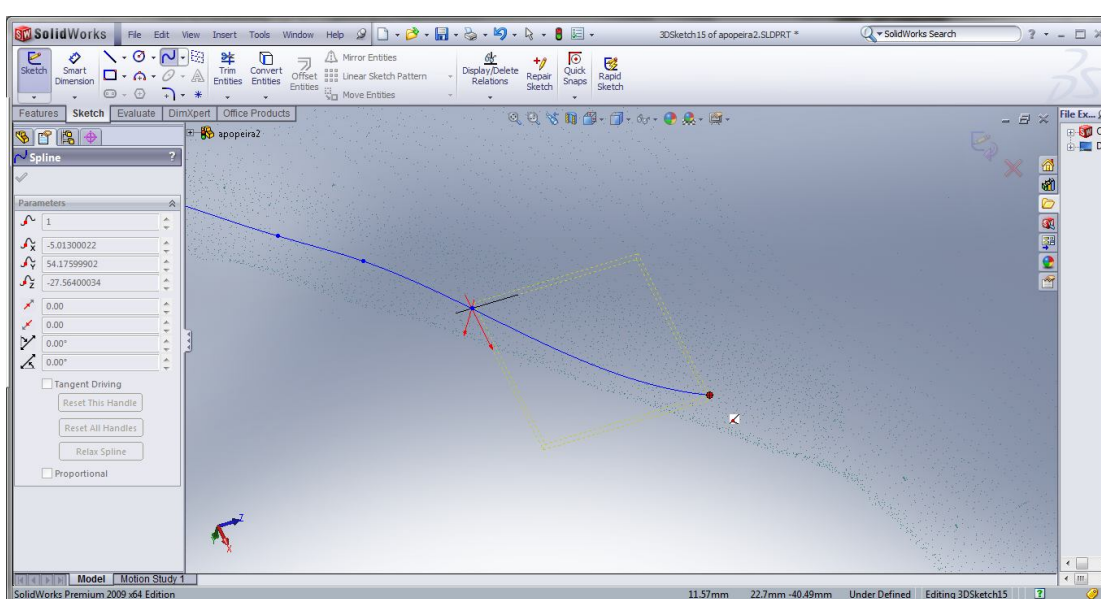 SolidWorks File Edit View Insert Tools Window Help 3DSketch15 of apopeira2.SLDPRT * SolidWorks Search ?
Sketch Smart Dimension Trim Entities Convert Entities Offset Entities Mirror Entities Linear Sketch Pattern Move Entities Display/Delete Relations Repair Sketch Quick Snaps Rapid Sketch
Features Sketch Evaluate DimXpert Office Products File Ex...
apopeira2
Spline ?
Parameters
1
X -5.01300022
Y 54.17599902
Z -27.56400034
0.00
0.00
0.00°
0.00°
Tangent Driving
Reset This Handle
Reset All Handles
Relax Spline
Proportional
Z
Y
X
Model Motion Study 1
SolidWorks Premium 2009 x64 Edition 11.57mm 22.7mm -40.49mm Under Defined Editing 3DSketch15 ?